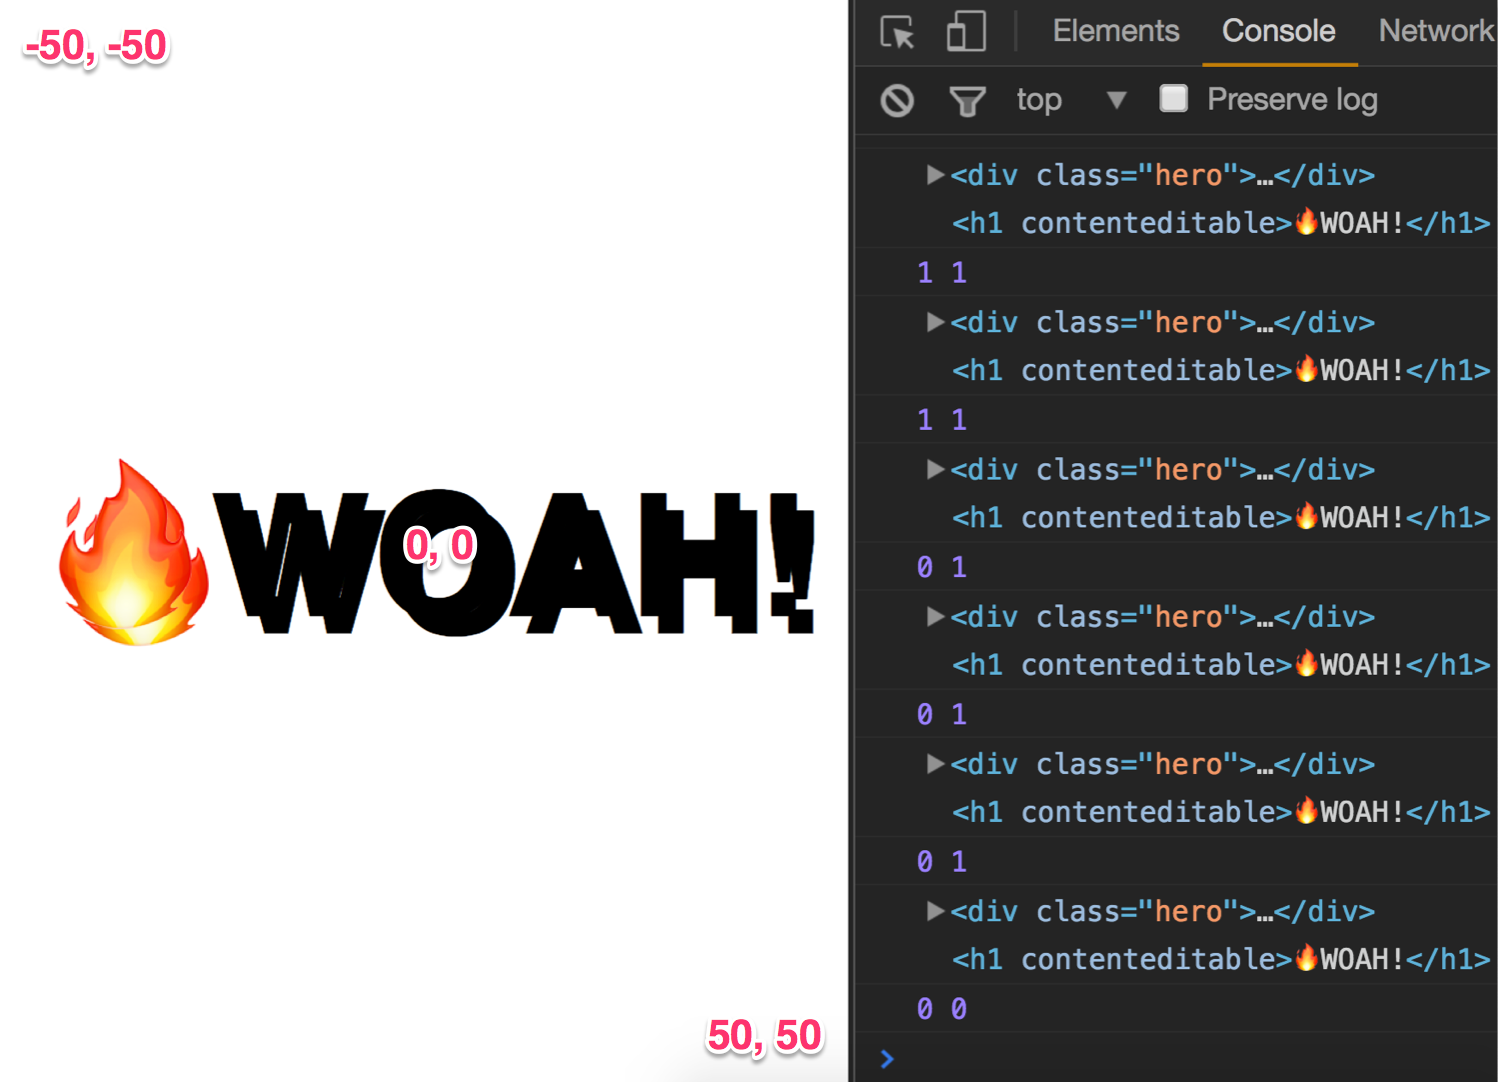 -50, -50
🔥WOAH!
0, 0
50, 50
Elements Console Network
top ▼ Preserve log
▶<div class="hero">…</div>
<h1 contenteditable>🔥WOAH!</h1>
1 1
▶<div class="hero">…</div>
<h1 contenteditable>🔥WOAH!</h1>
1 1
▶<div class="hero">…</div>
<h1 contenteditable>🔥WOAH!</h1>
0 1
▶<div class="hero">…</div>
<h1 contenteditable>🔥WOAH!</h1>
0 1
▶<div class="hero">…</div>
<h1 contenteditable>🔥WOAH!</h1>
0 1
▶<div class="hero">…</div>
<h1 contenteditable>🔥WOAH!</h1>
0 0
>